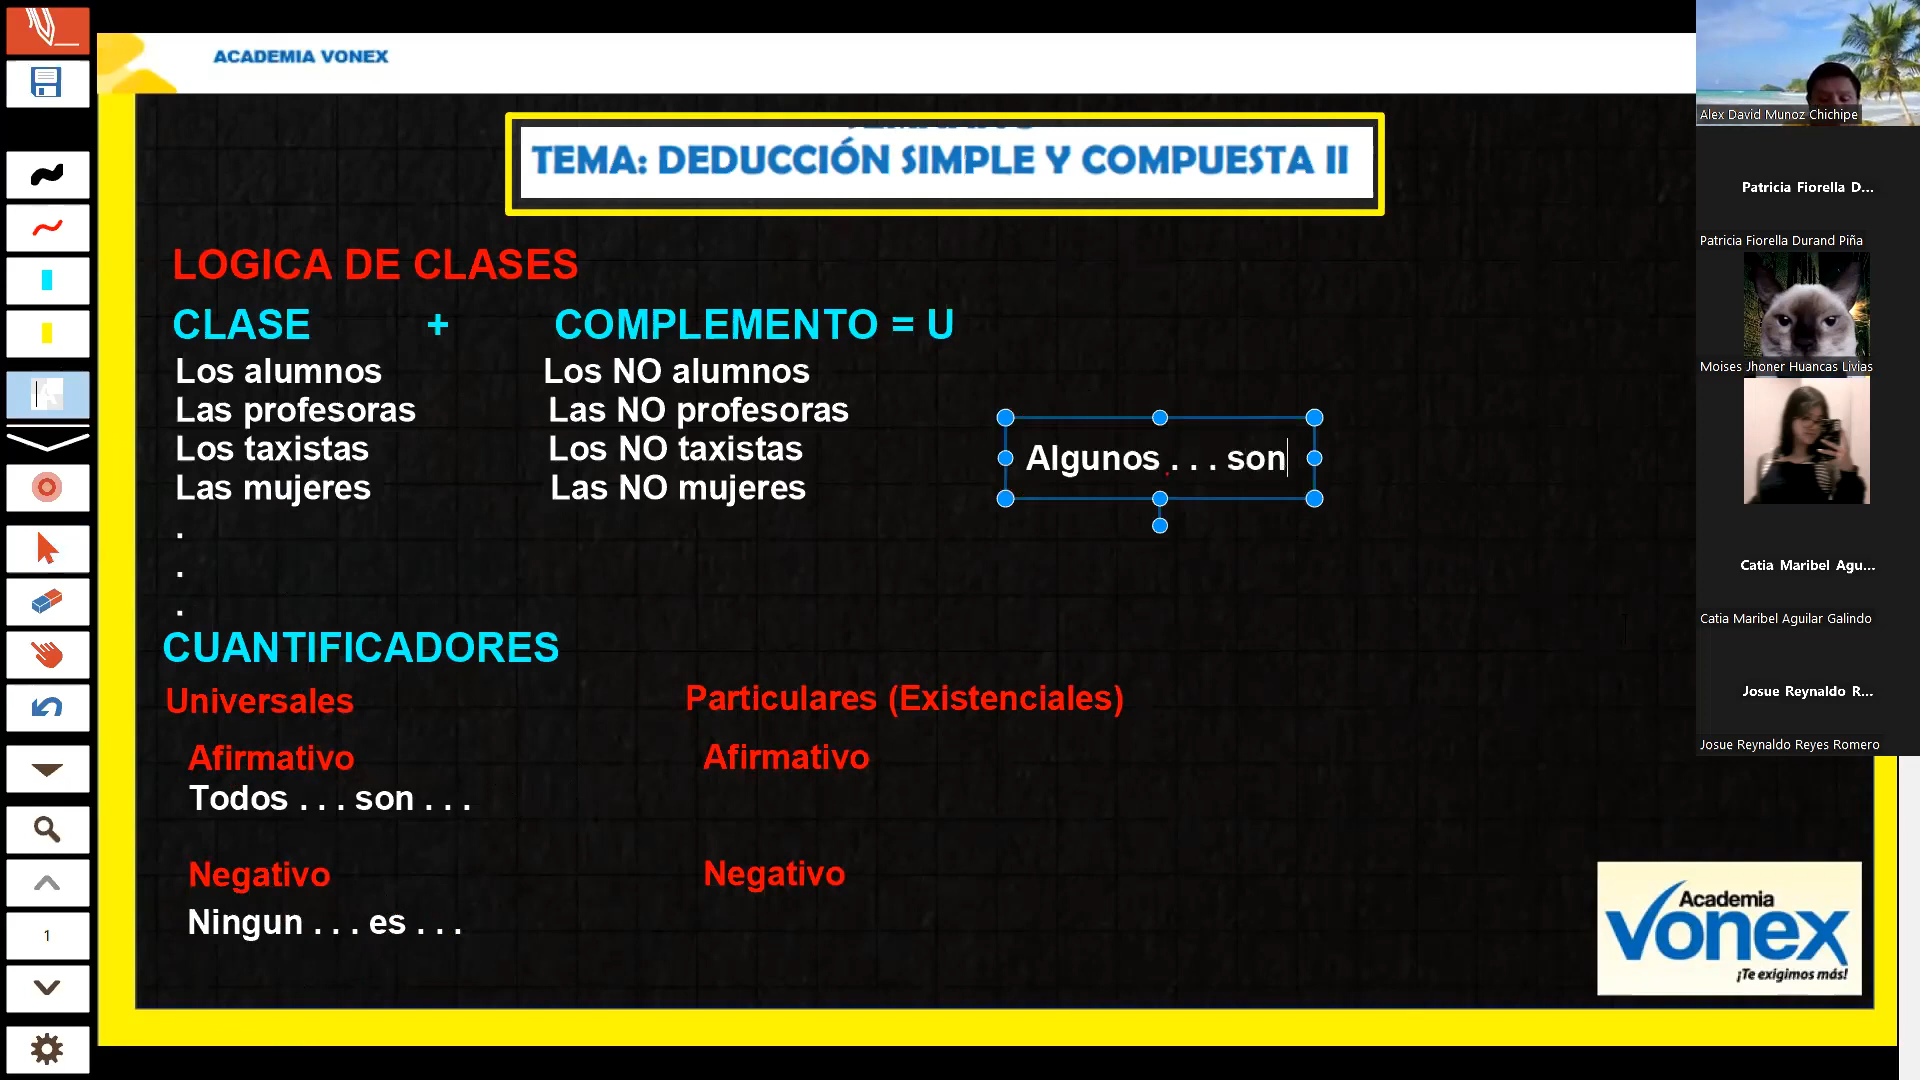 ACADEMIA VONEX
TEMA: DEDUCCIÓN SIMPLE Y COMPUESTA II
LOGICA DE CLASES
CLASE + COMPLEMENTO = U
Los alumnos Los NO alumnos
Las profesoras Las NO profesoras
Los taxistas Los NO taxistas
Las mujeres Las NO mujeres
.
.
.
Algunos . . . son
CUANTIFICADORES
Universales Particulares (Existenciales)
Afirmativo Afirmativo
Todos . . . son . . .
Negativo Negativo
Ningun . . . es . . .
Academia
vonex
¡Te exigimos más!
1
Alex David Munoz Chichipe
Patricia Fiorella D...
Patricia Fiorella Durand Piña
Moises Jhoner Huancas Livias
Catia Maribel Agu...
Catia Maribel Aguilar Galindo
Josue Reynaldo R...
Josue Reynaldo Reyes Romero